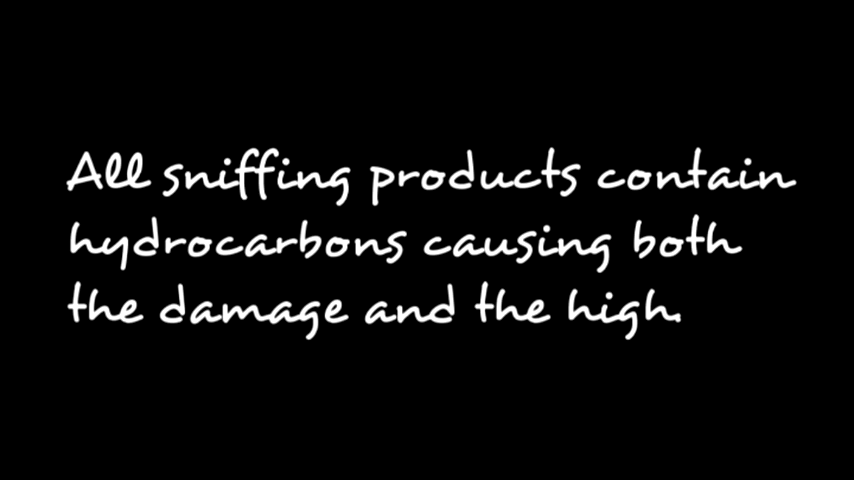 All sniffing products contain
hydrocarbons causing both
the damage and the high.